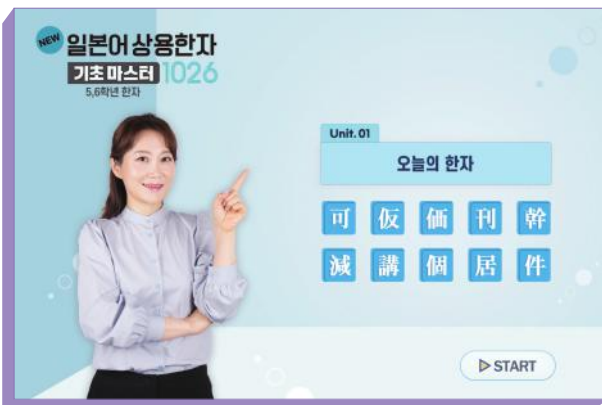 NEW 일본어 상용한자
기초 마스터 1026
5,6학년 한자
Unit. 01
오늘의 한자
可 仮 価 刊 幹
減 講 個 居 件
START